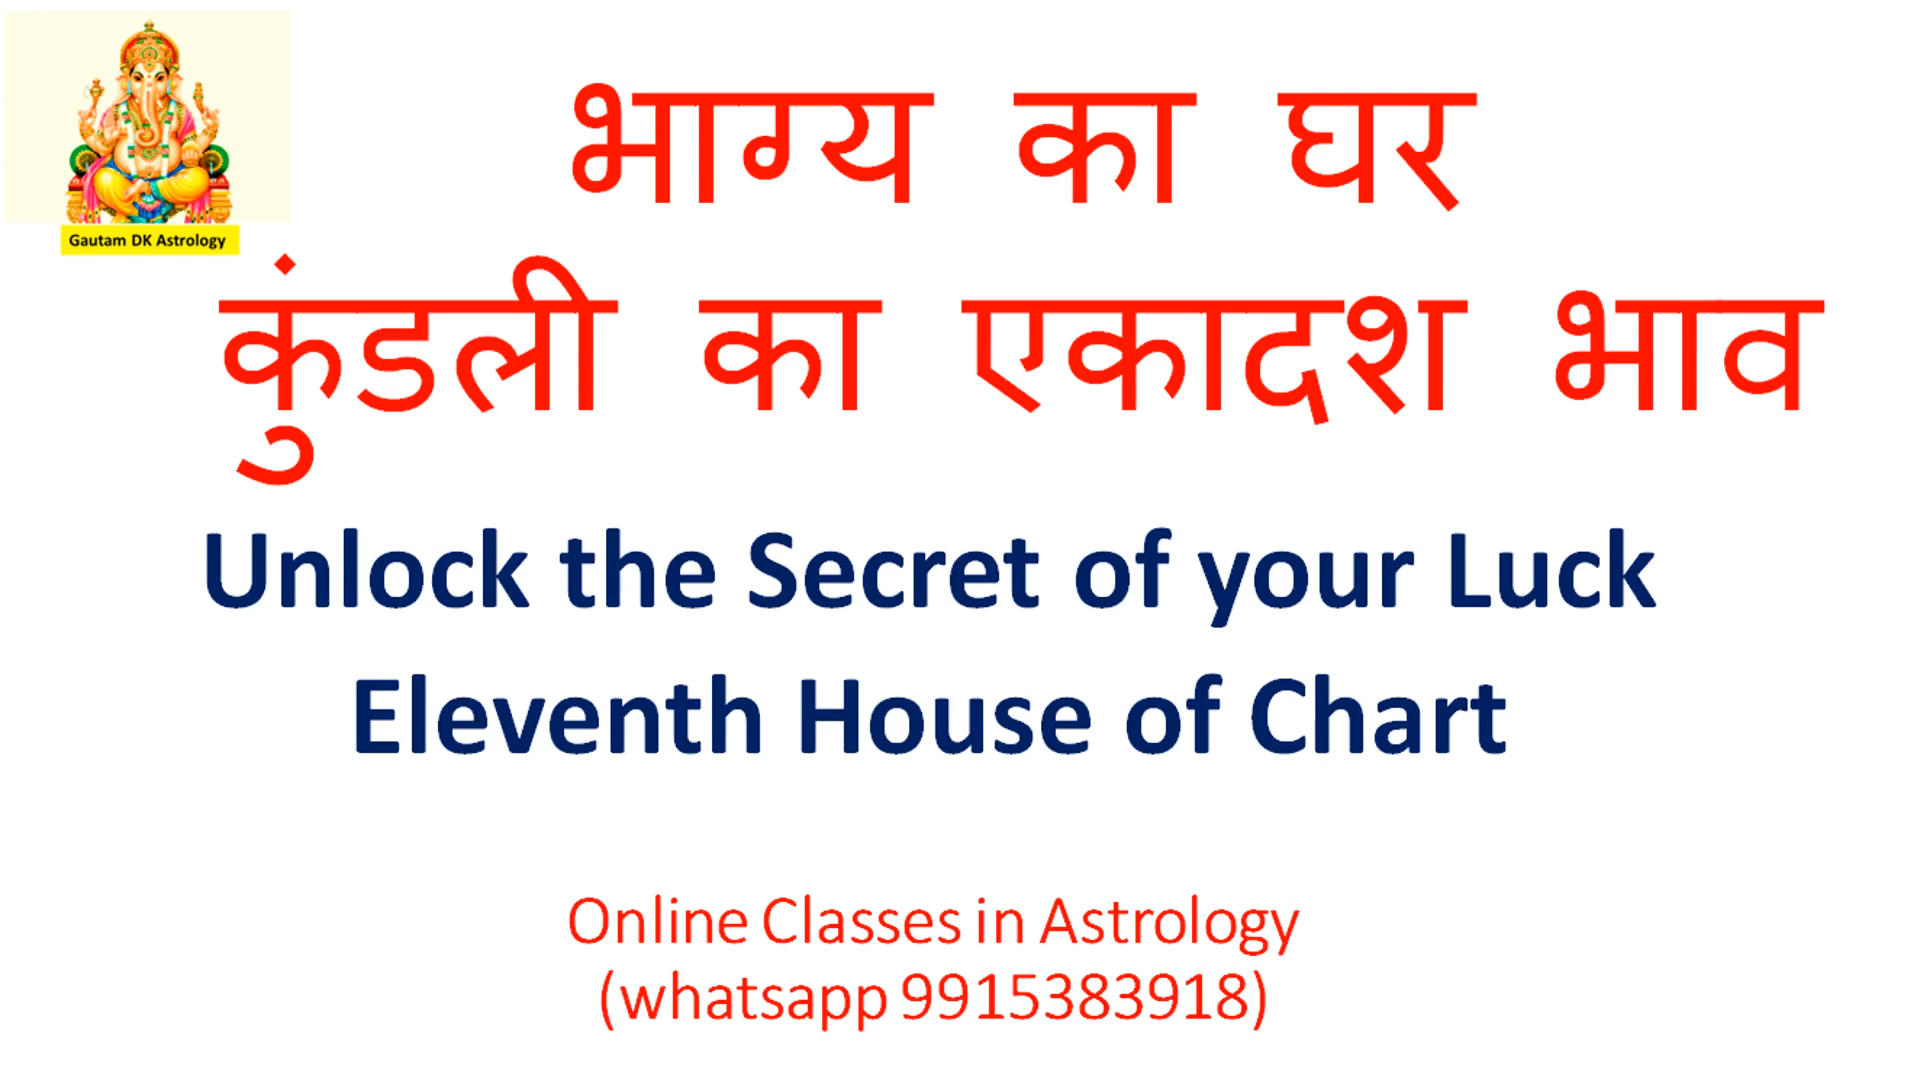 Gautam DK Astrology
भाग्य का घर
कुंडली का एकादश भाव
Unlock the Secret of your Luck
Eleventh House of Chart
Online Classes in Astrology
(whatsapp 9915383918)